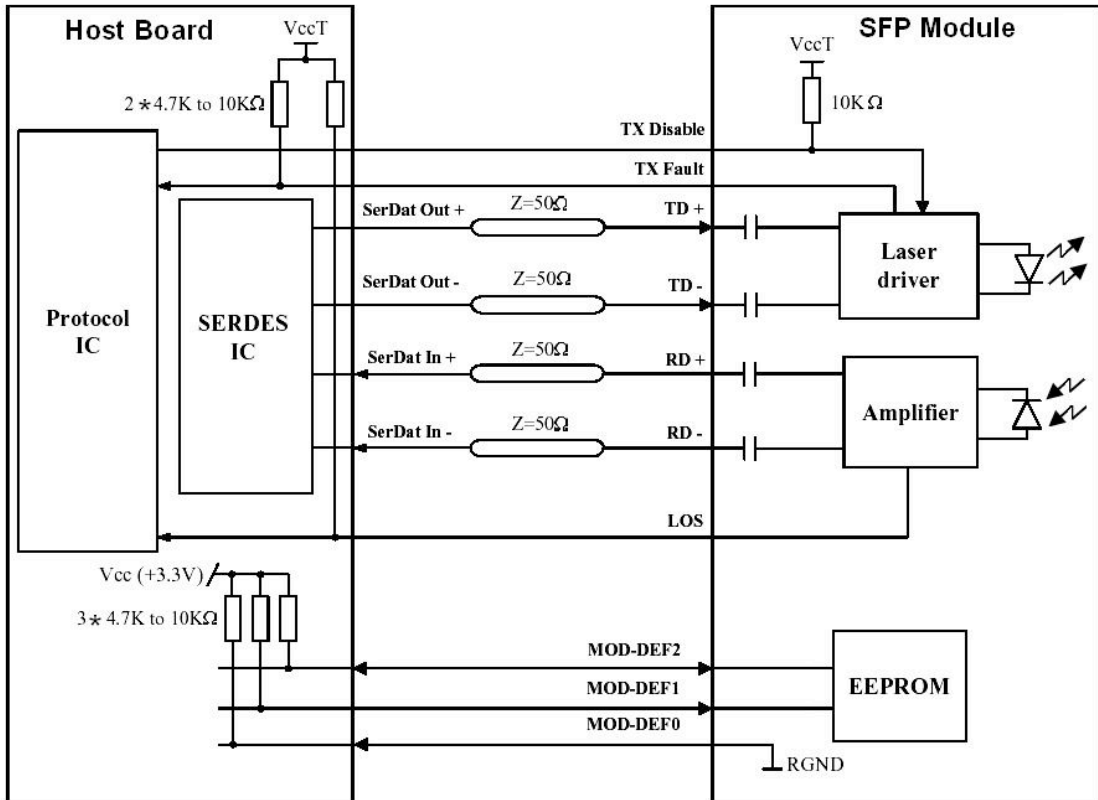 Host Board
SFP Module
VccT
VccT
2*4.7K to 10KΩ
10KΩ
TX Disable
TX Fault
SerDat Out +
Z=50Ω
TD +
SerDat Out -
Z=50Ω
TD -
Laser
driver
Protocol
IC
SERDES
IC
SerDat In +
Z=50Ω
RD +
SerDat In -
Z=50Ω
RD -
Amplifier
LOS
Vcc (+3.3V)
3*4.7K to 10KΩ
MOD-DEF2
MOD-DEF1
MOD-DEF0
EEPROM
RGND